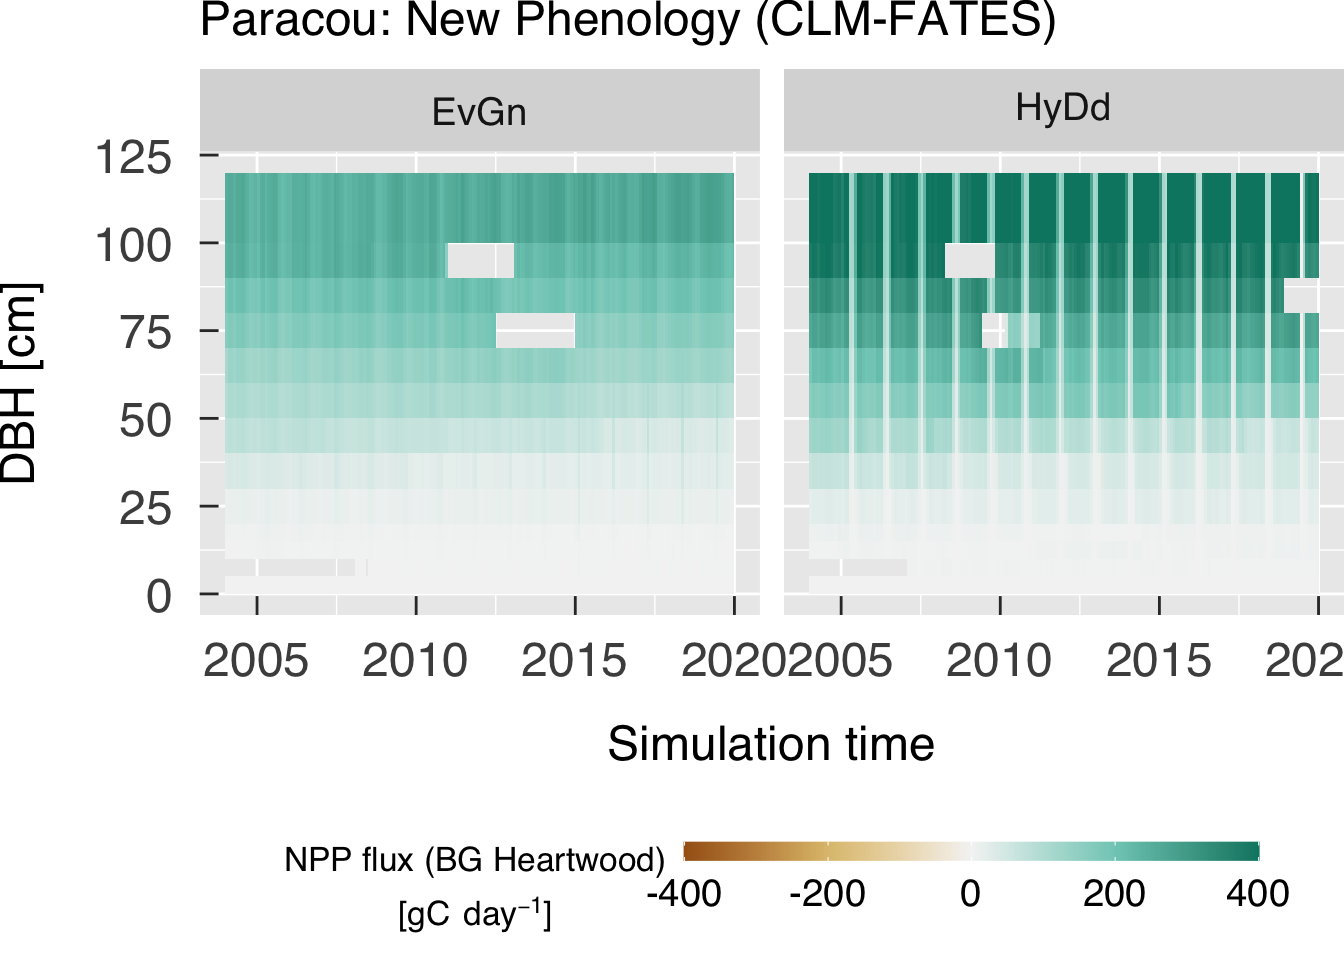 Paracou: New Phenology (CLM-FATES)
EvGn
HyDd
DBH [cm]
125
100
75
50
25
0
2005 2010 2015 2020
2005 2010 2015 202
Simulation time
NPP flux (BG Heartwood)
[gC day⁻¹]
-400 -200 0 200 400